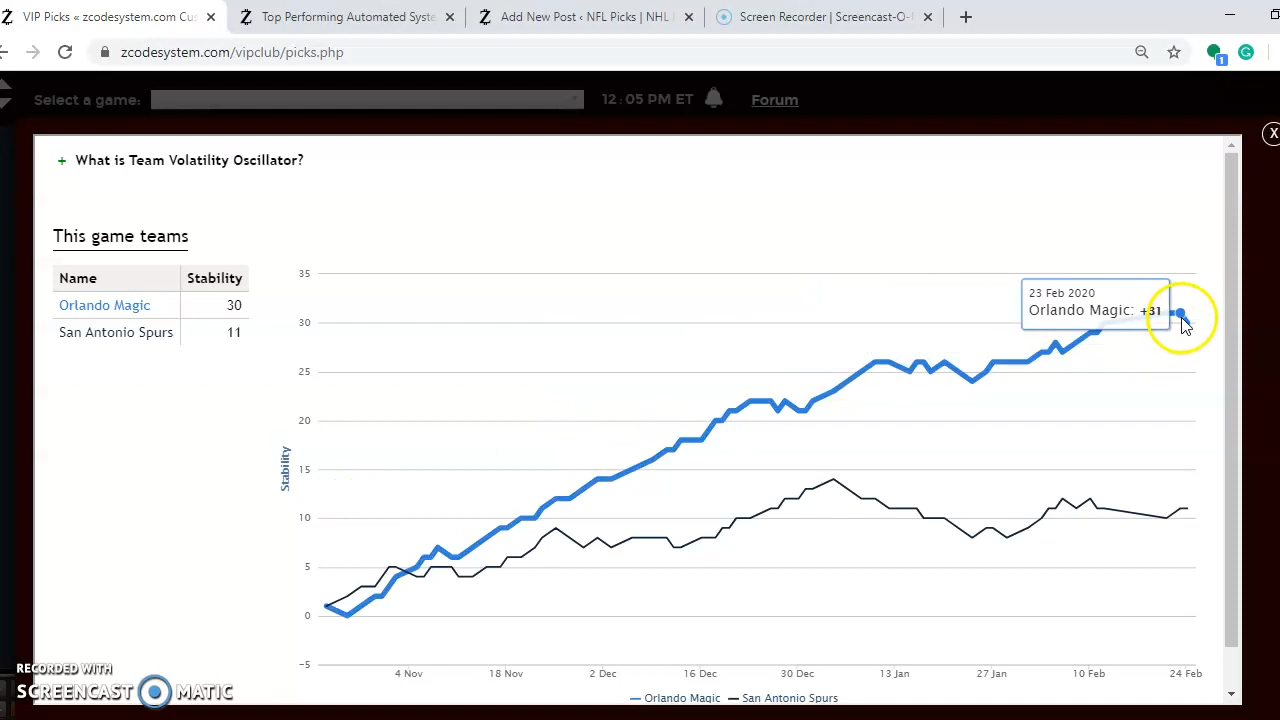 VIP Picks « zcodesystem.com Cus
Top Performing Automated Syste
Add New Post ‹ NFL Picks | NHL P
Screen Recorder | Screencast-O-M
zcodesystem.com/vipclub/picks.php
1
Select a game:
12:05 PM ET
Forum
X
+ What is Team Volatility Oscillator?
This game teams
Name Stability
Orlando Magic 30
San Antonio Spurs 11
23 Feb 2020
Orlando Magic: +31
Stability
35
30
25
20
15
10
5
0
-5
4 Nov 18 Nov 2 Dec 16 Dec 30 Dec 13 Jan 27 Jan 10 Feb 24 Feb
Orlando Magic San Antonio Spurs
RECORDED WITH
SCREENCAST MATIC